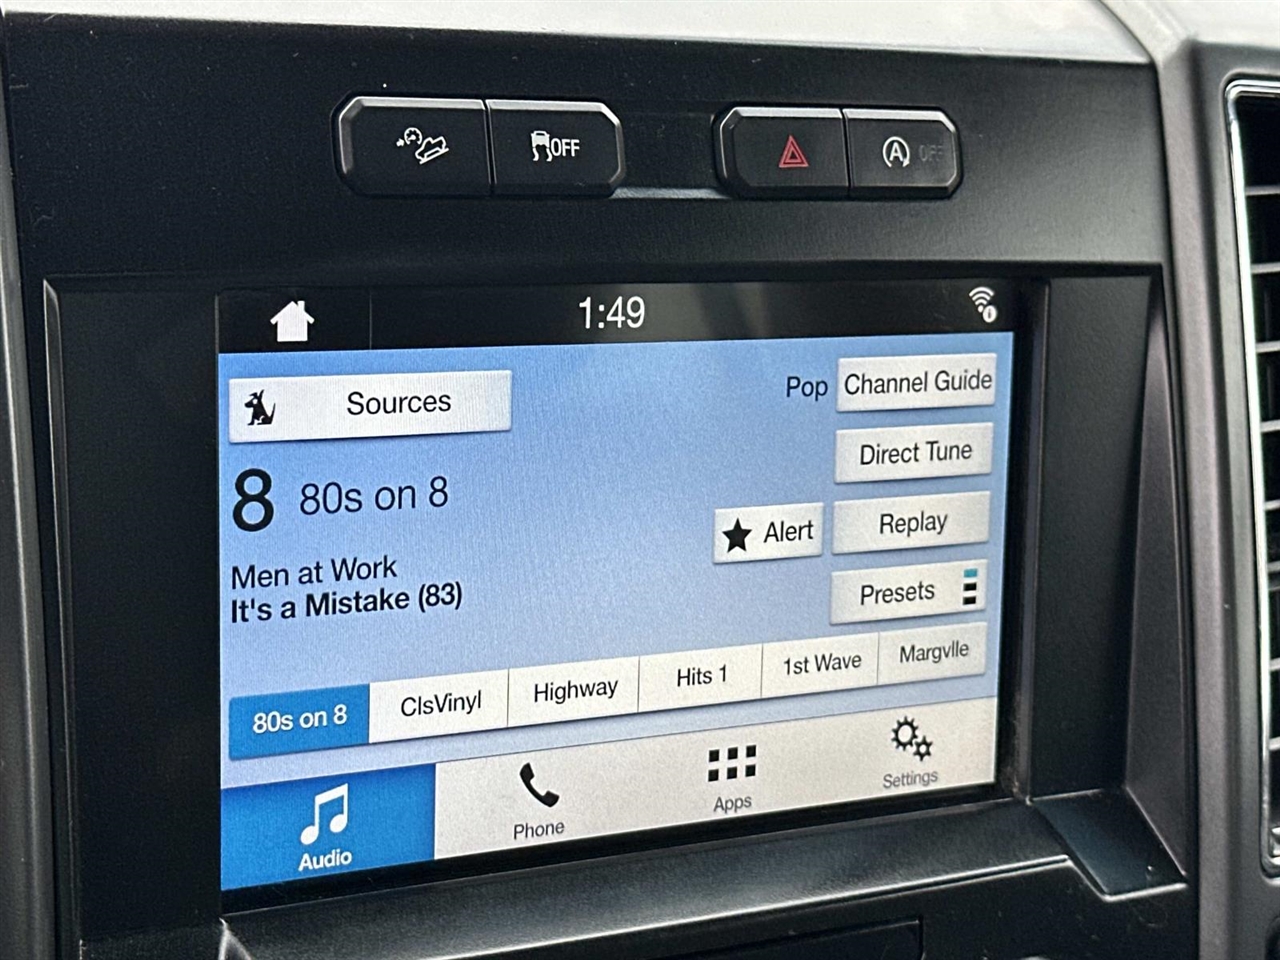 OFF
A OFF
1:49
Sources
Pop
Channel Guide
Direct Tune
8 80s on 8
Alert
Replay
Men at Work
It's a Mistake (83)
Presets
80s on 8
ClsVinyl
Highway
Hits 1
1st Wave
Margvlle
Audio
Phone
Apps
Settings